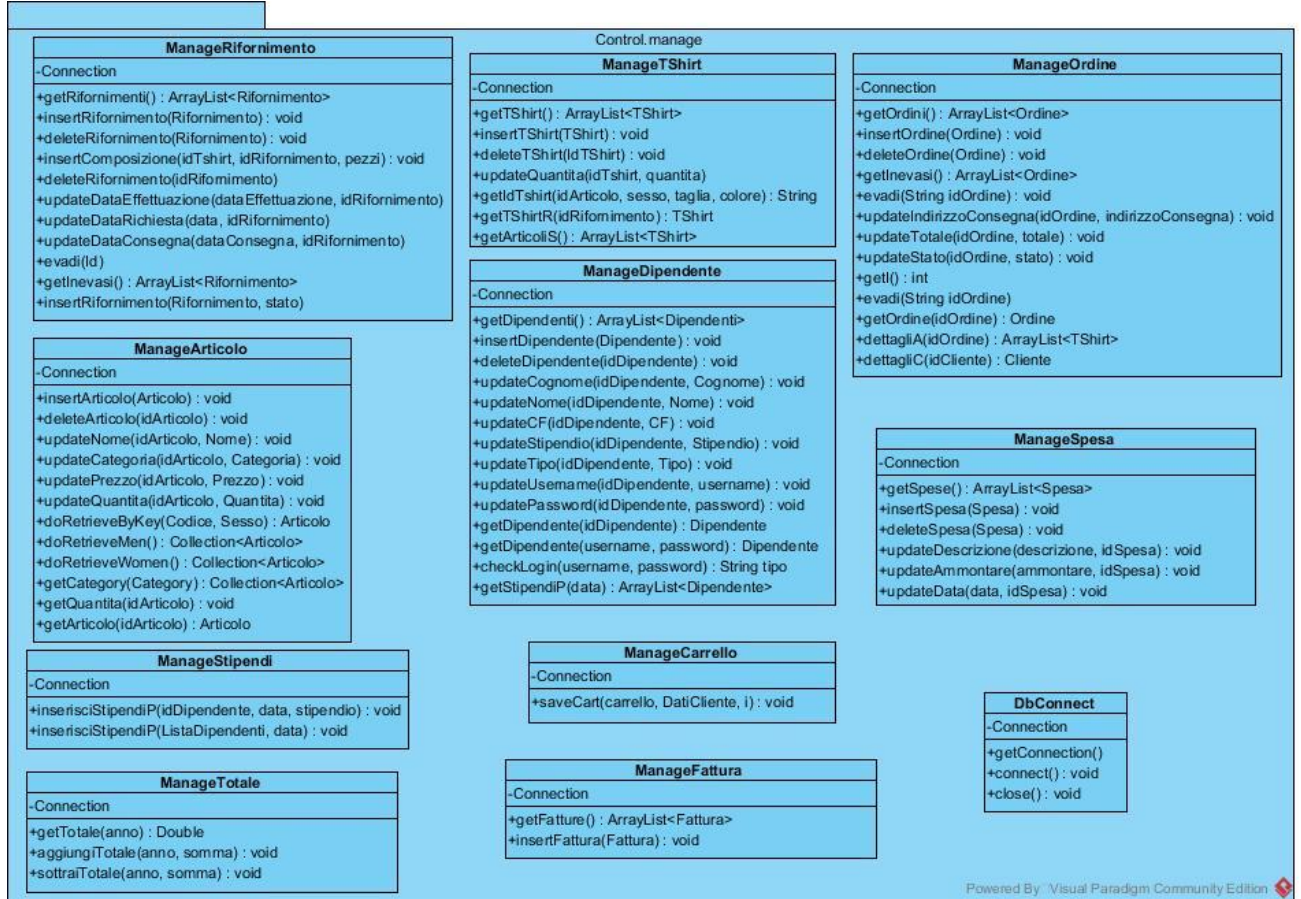 Control.manage
ManageRifornimento
-Connection
+getRifornimenti() : ArrayList<Rifornimento>
+insertRifornimento(Rifornimento) : void
+deleteRifornimento(Rifornimento) : void
+insertComposizione(idTshirt, idRifornimento, pezzi) : void
+deleteRifornimento(idRifornimento)
+updateDataEffettuazione(dataEffettuazione, idRifornimento)
+updateDataRichiesta(data, idRifornimento)
+updateDataConsegna(dataConsegna, idRifornimento)
+evadi(Id)
+getInevasi() : ArrayList<Rifornimento>
+insertRifornimento(Rifornimento, stato)
ManageTShirt
-Connection
+getTShirt() : ArrayList<TShirt>
+insertTShirt(TShirt) : void
+deleteTShirt(IdTShirt) : void
+updateQuantita(idTshirt, quantita)
+getIdTshirt(idArticolo, sesso, taglia, colore) : String
+getTShirtR(idRifornimento) : TShirt
+getArticoliS() : ArrayList<TShirt>
ManageOrdine
-Connection
+getOrdini() : ArrayList<Ordine>
+insertOrdine(Ordine) : void
+deleteOrdine(Ordine) : void
+getInevasi() : ArrayList<Ordine>
+evadi(String idOrdine) : void
+updateIndirizzoConsegna(idOrdine, indirizzoConsegna) : void
+updateTotale(idOrdine, totale) : void
+updateStato(idOrdine, stato) : void
+getI() : int
+evadi(String idOrdine)
+getOrdine(idOrdine) : Ordine
+dettagliA(idOrdine) : ArrayList<TShirt>
+dettagliC(idCliente) : Cliente
ManageDipendente
-Connection
+getDipendenti() : ArrayList<Dipendenti>
+insertDipendente(Dipendente) : void
+deleteDipendente(idDipendente) : void
+updateCognome(idDipendente, Cognome) : void
+updateNome(idDipendente, Nome) : void
+updateCF(idDipendente, CF) : void
+updateStipendio(idDipendente, Stipendio) : void
+updateTipo(idDipendente, Tipo) : void
+updateUsername(idDipendente, username) : void
+updatePassword(idDipendente, password) : void
+getDipendente(idDipendente) : Dipendente
+getDipendente(username, password) : Dipendente
+checkLogin(username, password) : String tipo
+getStipendiP(data) : ArrayList<Dipendente>
ManageArticolo
-Connection
+insertArticolo(Articolo) : void
+deleteArticolo(idArticolo) : void
+updateNome(idArticolo, Nome) : void
+updateCategoria(idArticolo, Categoria) : void
+updatePrezzo(idArticolo, Prezzo) : void
+updateQuantita(idArticolo, Quantita) : void
+doRetrieveByKey(Codice, Sesso) : Articolo
+doRetrieveMen() : Collection<Articolo>
+doRetrieveWomen() : Collection<Articolo>
+getCategory(Category) : Collection<Articolo>
+getQuantita(idArticolo) : void
+getArticolo(idArticolo) : Articolo
ManageSpesa
-Connection
+getSpese() : ArrayList<Spesa>
+insertSpesa(Spesa) : void
+deleteSpesa(Spesa) : void
+updateDescrizione(descrizione, idSpesa) : void
+updateAmmontare(ammontare, idSpesa) : void
+updateData(data, idSpesa) : void
ManageStipendi
-Connection
+inserisciStipendiP(idDipendente, data, stipendio) : void
+inserisciStipendiP(ListaDipendenti, data) : void
ManageCarrello
-Connection
+saveCart(carrello, DatiCliente, i) : void
DbConnect
-Connection
+getConnection()
+connect() : void
+close() : void
ManageTotale
-Connection
+getTotale(anno) : Double
+aggiungiTotale(anno, somma) : void
+sottraiTotale(anno, somma) : void
ManageFattura
-Connection
+getFatture() : ArrayList<Fattura>
+insertFattura(Fattura) : void
Powered By Visual Paradigm Community Edition